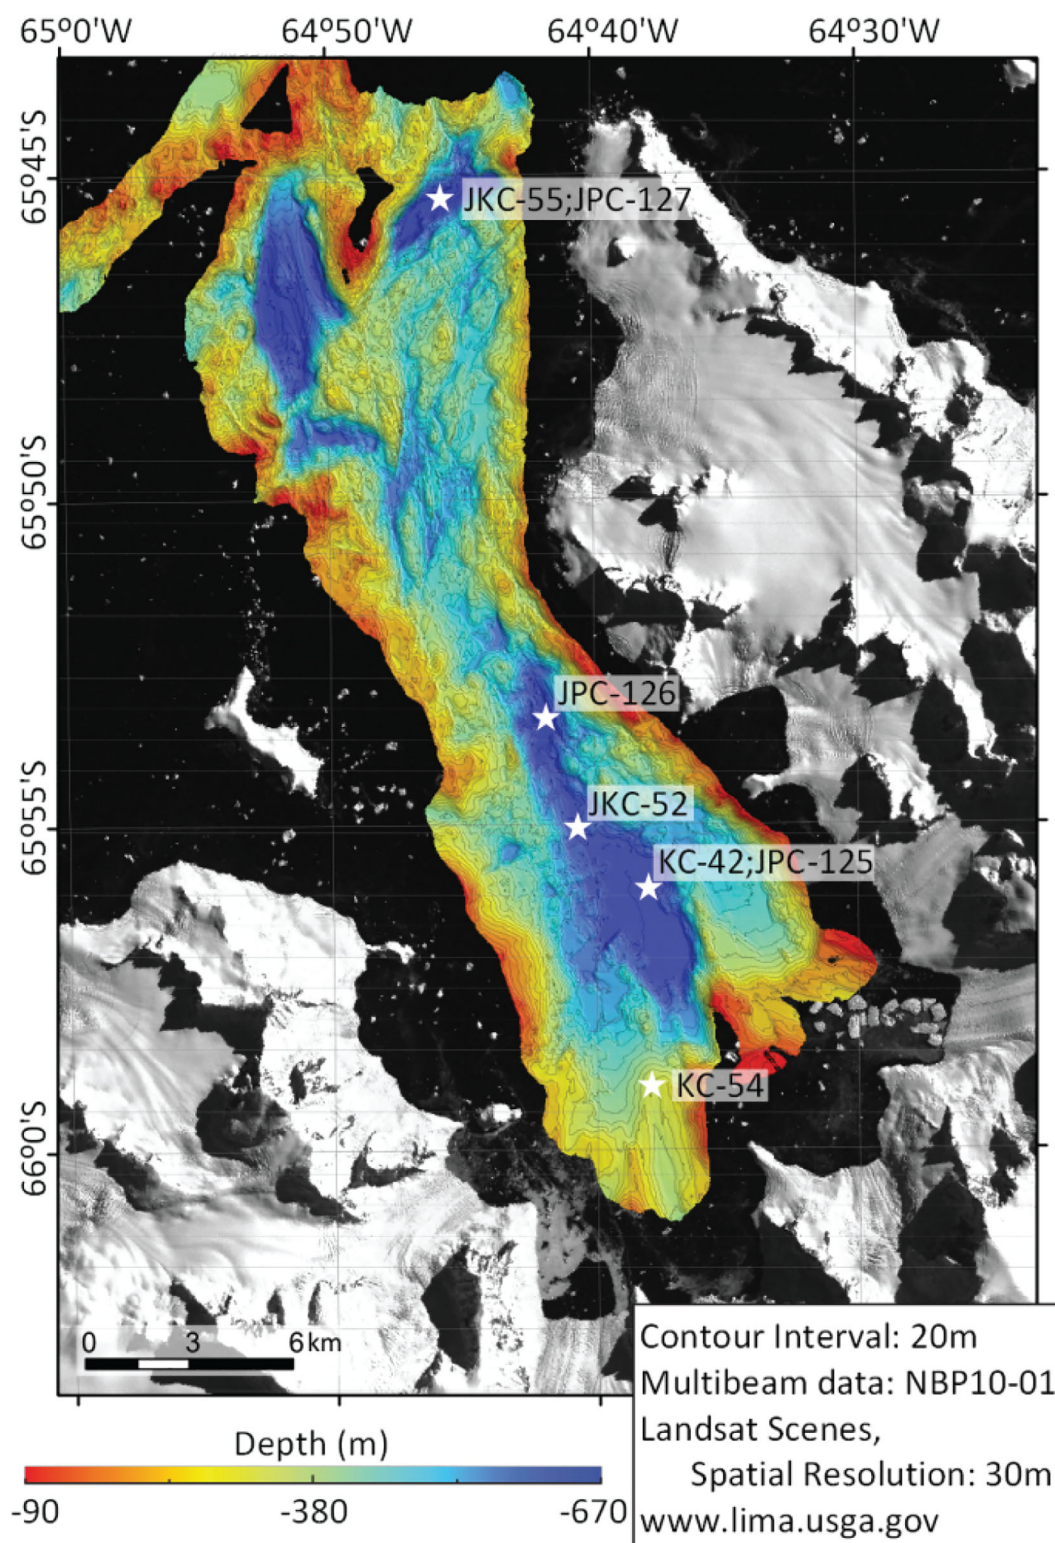 65ºo'W 64º50'W 64º40'W 64º30'W
65º45'S
JKC-55;JPC-127
65º50'S
JPC-126
JKC-52
65º55'S
KC-42;JPC-125
KC-54
66º0'S
0 3 6 km
Contour Interval: 20m
Multibeam data: NBP10-01
Landsat Scenes,
Spatial Resolution: 30m
www.lima.usga.gov
Depth (m)
-90 -380 -670